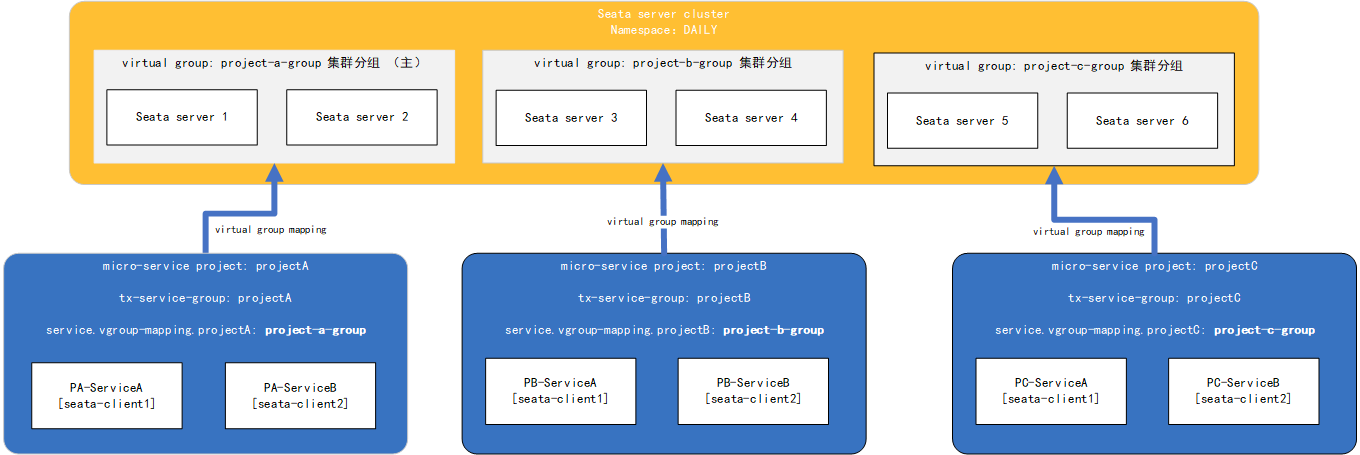 Seata server cluster
Namespace：DAILY
virtual group: project-a-group 集群分组 （主）
Seata server 1
Seata server 2
virtual group: project-b-group 集群分组
Seata server 3
Seata server 4
virtual group: project-c-group 集群分组
Seata server 5
Seata server 6
virtual group mapping
virtual group mapping
virtual group mapping
micro-service project: projectA
tx-service-group: projectA
service.vgroup-mapping.projectA: project-a-group
PA-ServiceA
[seata-client1]
PA-ServiceB
[seata-client2]
micro-service project: projectB
tx-service-group: projectB
service.vgroup-mapping.projectB: project-b-group
PB-ServiceA
[seata-client1]
PB-ServiceB
[seata-client2]
micro-service project: projectC
tx-service-group: projectC
service.vgroup-mapping.projectC: project-c-group
PC-ServiceA
[seata-client1]
PC-ServiceB
[seata-client2]